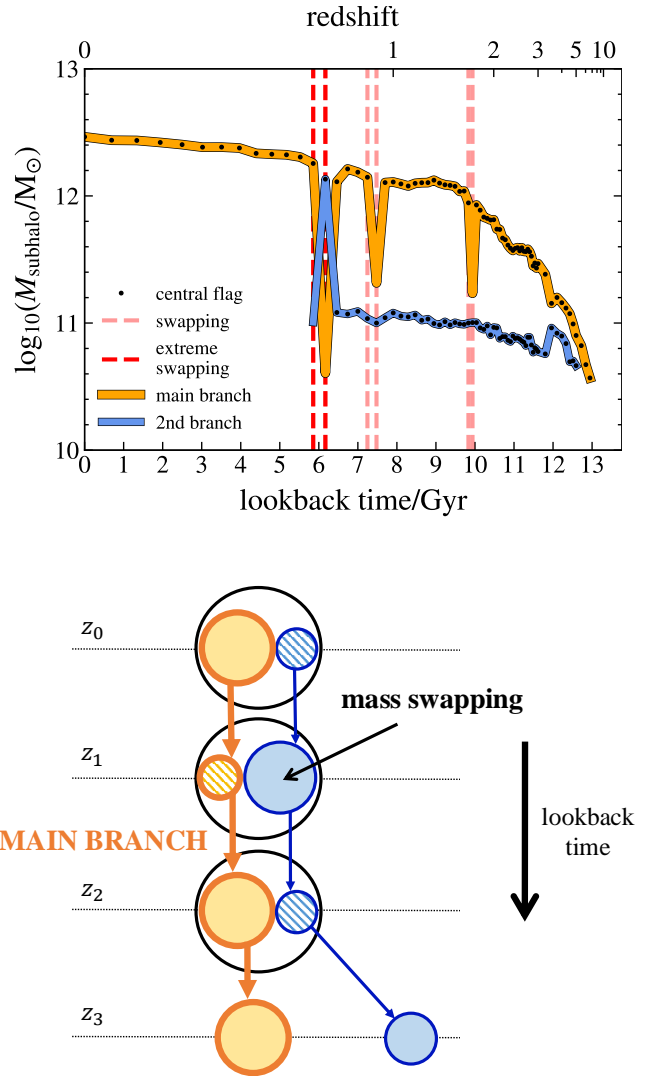 redshift
0 1 2 3 5 10
13
12
11
10
log₁₀(M_subhalo/M_⊙)
central flag
swapping
extreme
swapping
main branch
2nd branch
0 1 2 3 4 5 6 7 8 9 10 11 12 13
lookback time/Gyr
z₀
mass swapping
z₁
lookback
time
MAIN BRANCH
z₂
z₃